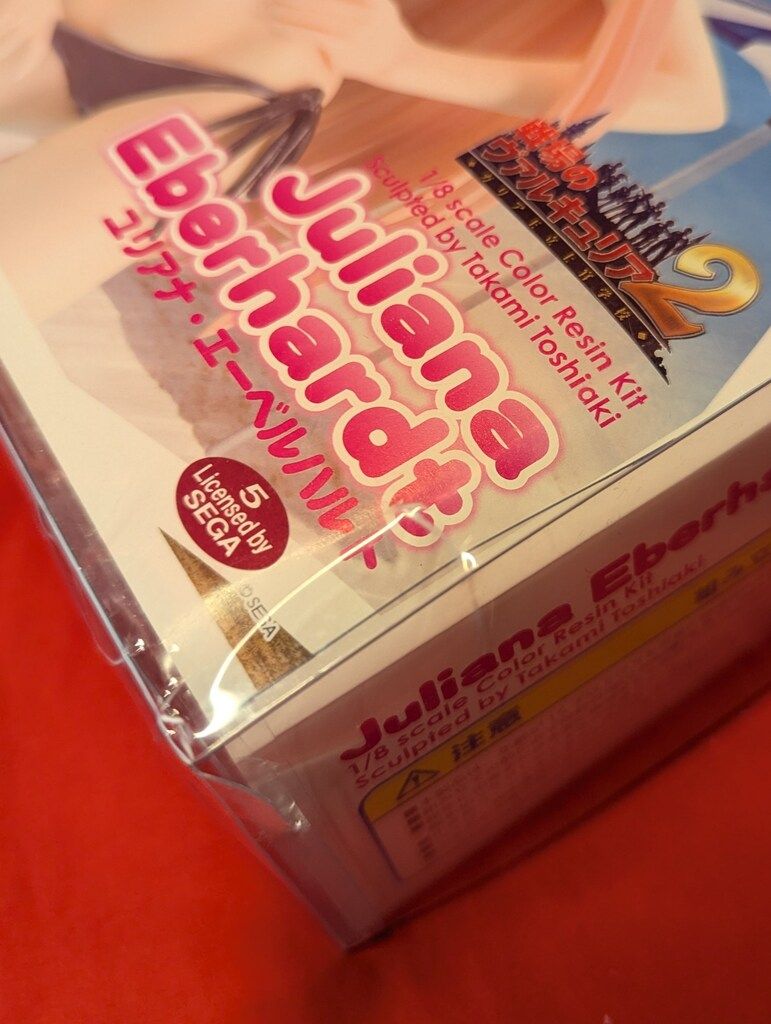 戦場の
ヴァルキュリア2
1/8 scale Color Resin Kit
Sculpted by Takami Toshiaki
Juliana
Eberhardt.
ユリアナ・エーベルハルト
5
Licensed by
SEGA
©SEGA
Juliana Eberha
1/8 scale Color Resin Kit
Sculpted by Takami Toshiaki
注意